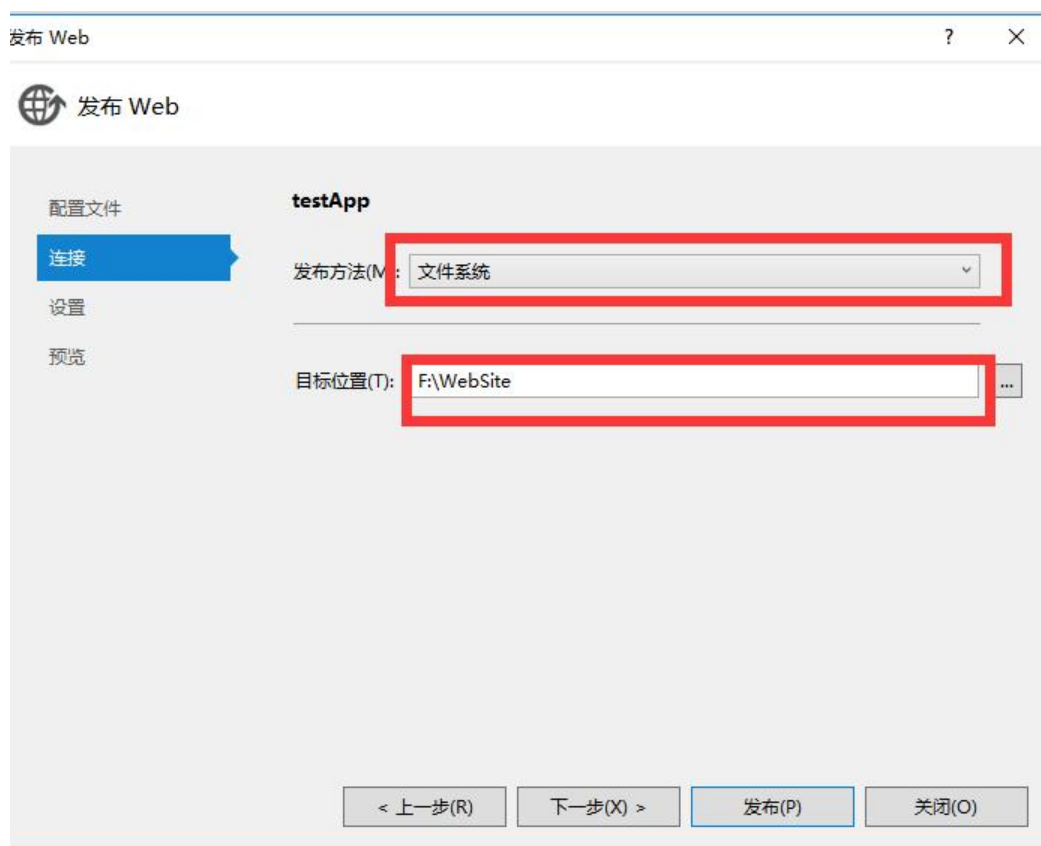 发布 Web
? ×
发布 Web
配置文件
连接
设置
预览
testApp
发布方法(M :
文件系统
目标位置(T):
F:\WebSite
...
< 上一步(R)
下一步(X) >
发布(P)
关闭(O)